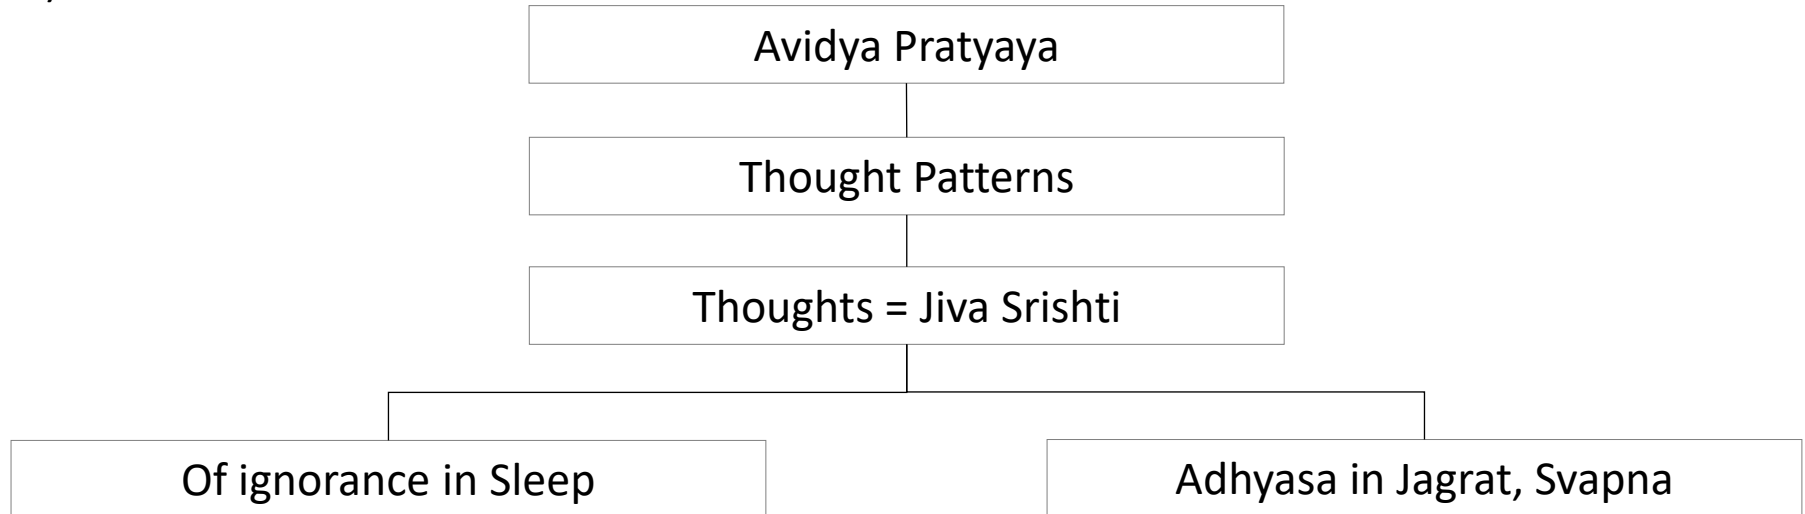 Avidya Pratyaya
Thought Patterns
Thoughts = Jiva Srishti
Of ignorance in Sleep
Adhyasa in Jagrat, Svapna